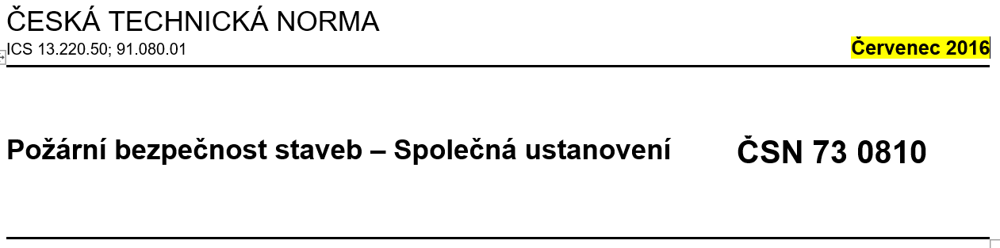 ČESKÁ TECHNICKÁ NORMA
ICS 13.220.50; 91.080.01
Červenec 2016
Požární bezpečnost staveb – Společná ustanovení
ČSN 73 0810